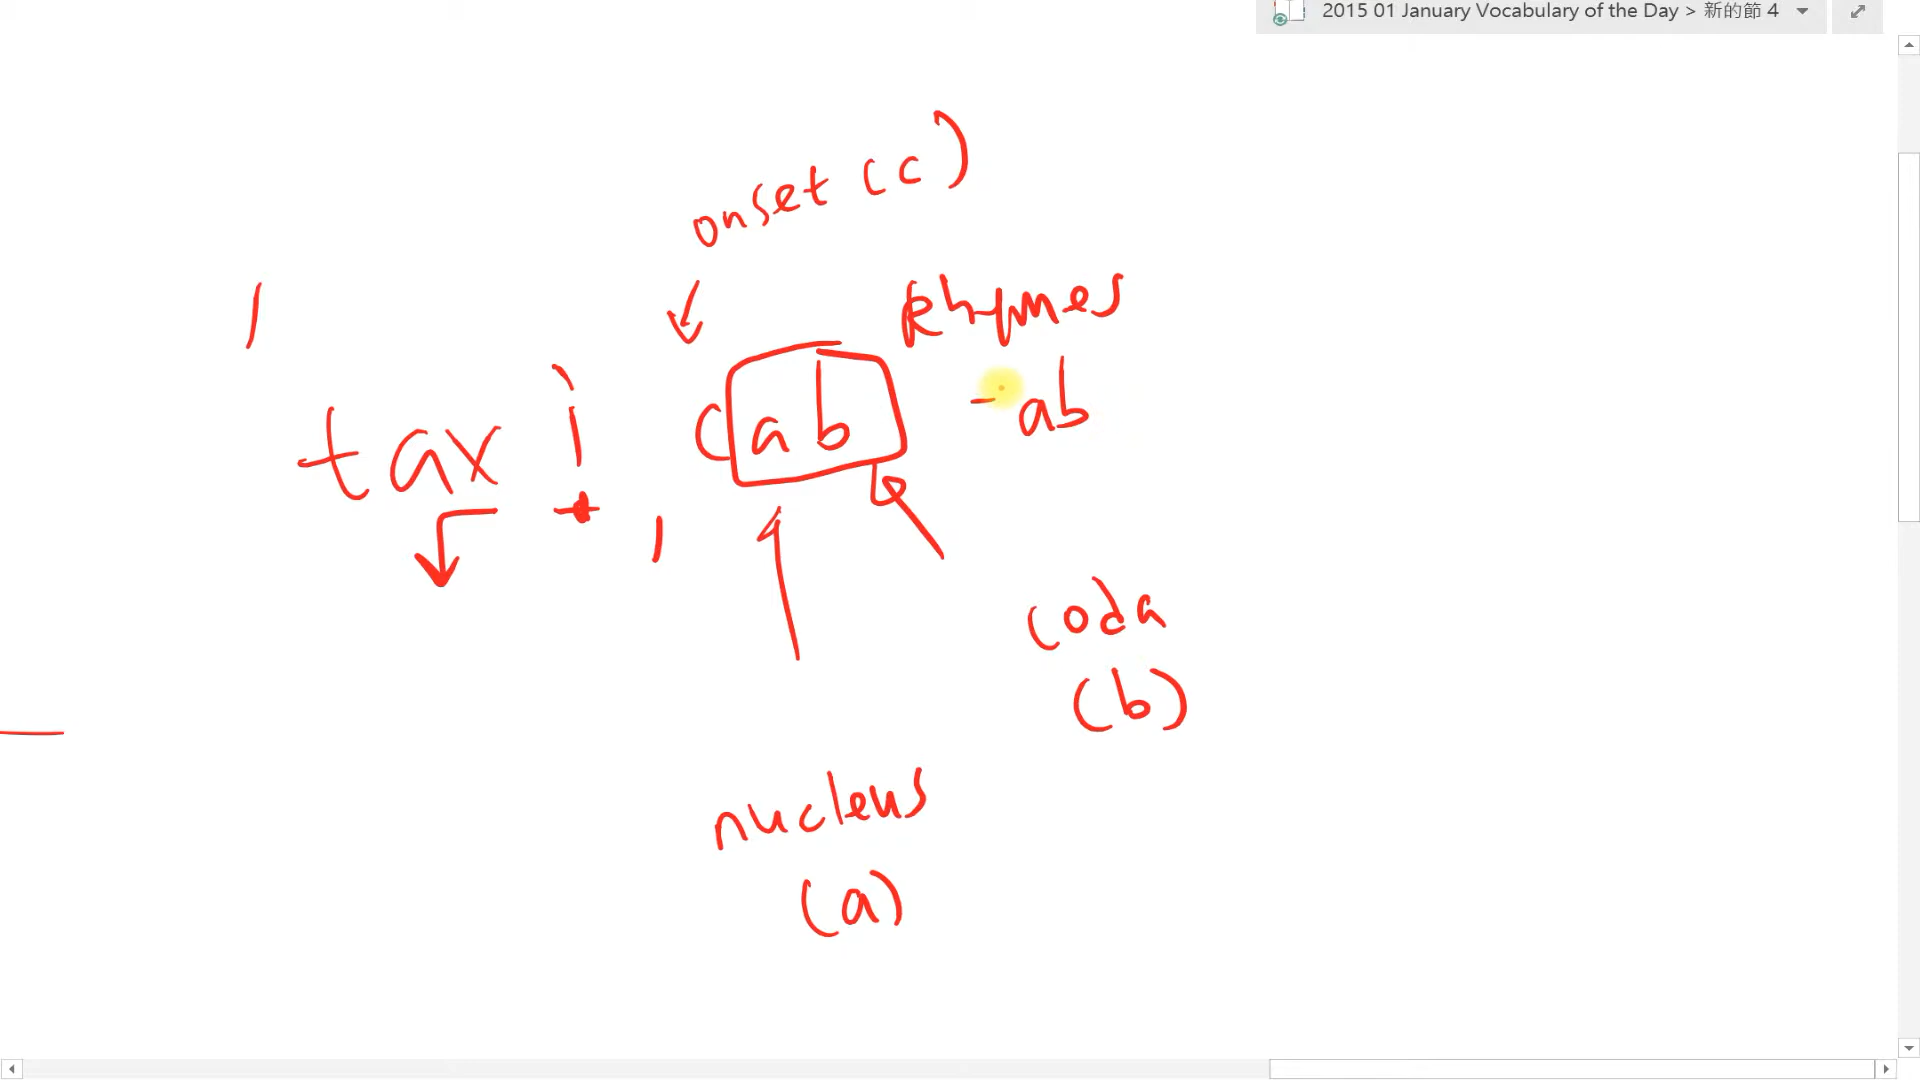 2015 01 January Vocabulary of the Day > 新的節 4
onset (c)
Rhymes
taxi cab -ab
coda
(b)
nucleus
(a)